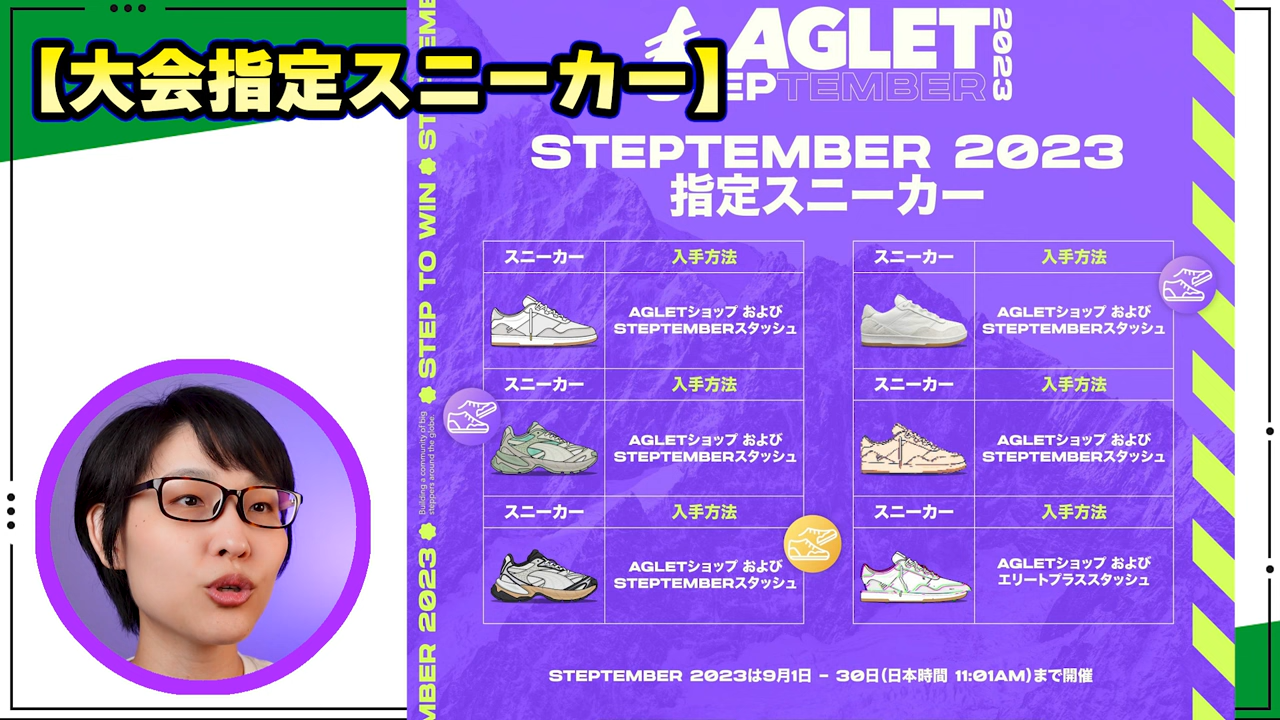 【大会指定スニーカー】
AGLET
2023
TEMBER
STEPTEMBER 2023
指定スニーカー
スニーカー 入手方法
AGLETショップ および
STEPTEMBERスタッシュ
スニーカー 入手方法
AGLETショップ および
STEPTEMBERスタッシュ
スニーカー 入手方法
AGLETショップ および
STEPTEMBERスタッシュ
スニーカー 入手方法
AGLETショップ および
STEPTEMBERスタッシュ
スニーカー 入手方法
AGLETショップ および
STEPTEMBERスタッシュ
スニーカー 入手方法
AGLETショップ および
エリートプラススタッシュ
STEPTEMBER 2023は9月1日 - 30日(日本時間 11:01AM)まで開催
MBER 2023
Building a community of big
steppers around the globe.
STEP TO WIN